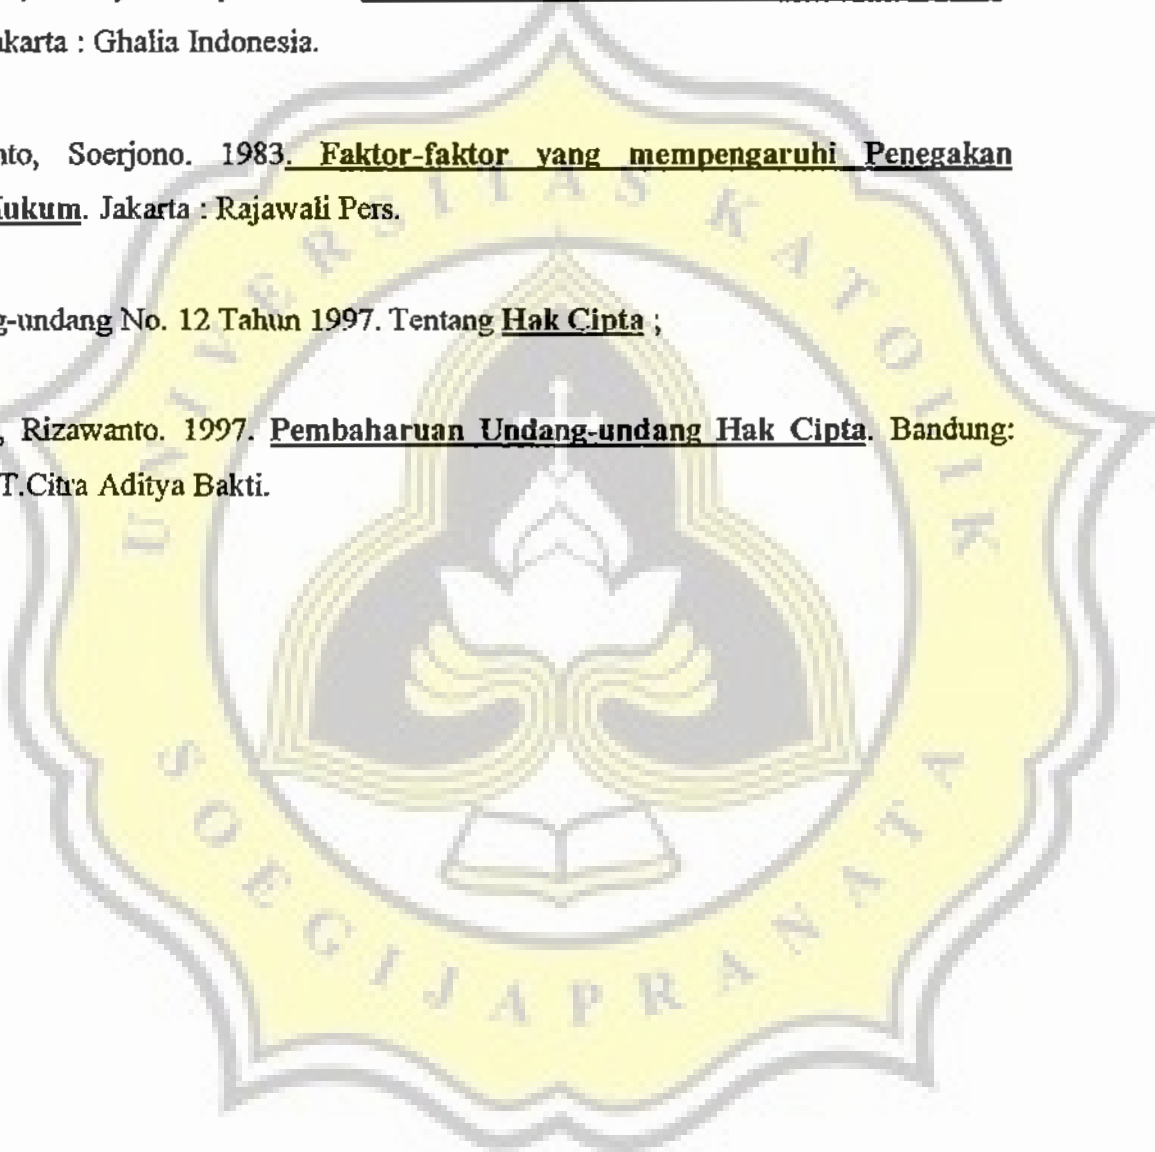 akarta : Ghalia Indonesia.
nto, Soerjono. 1983. Faktor-faktor yang mempengaruhi Penegakan
Hukum. Jakarta : Rajawali Pers.
g-undang No. 12 Tahun 1997. Tentang Hak Cipta ;
, Rizawanto. 1997. Pembaharuan Undang-undang Hak Cipta. Bandung:
T.Citra Aditya Bakti.
UNIVERSITAS KATOLIK
SOEGIJAPRANATA